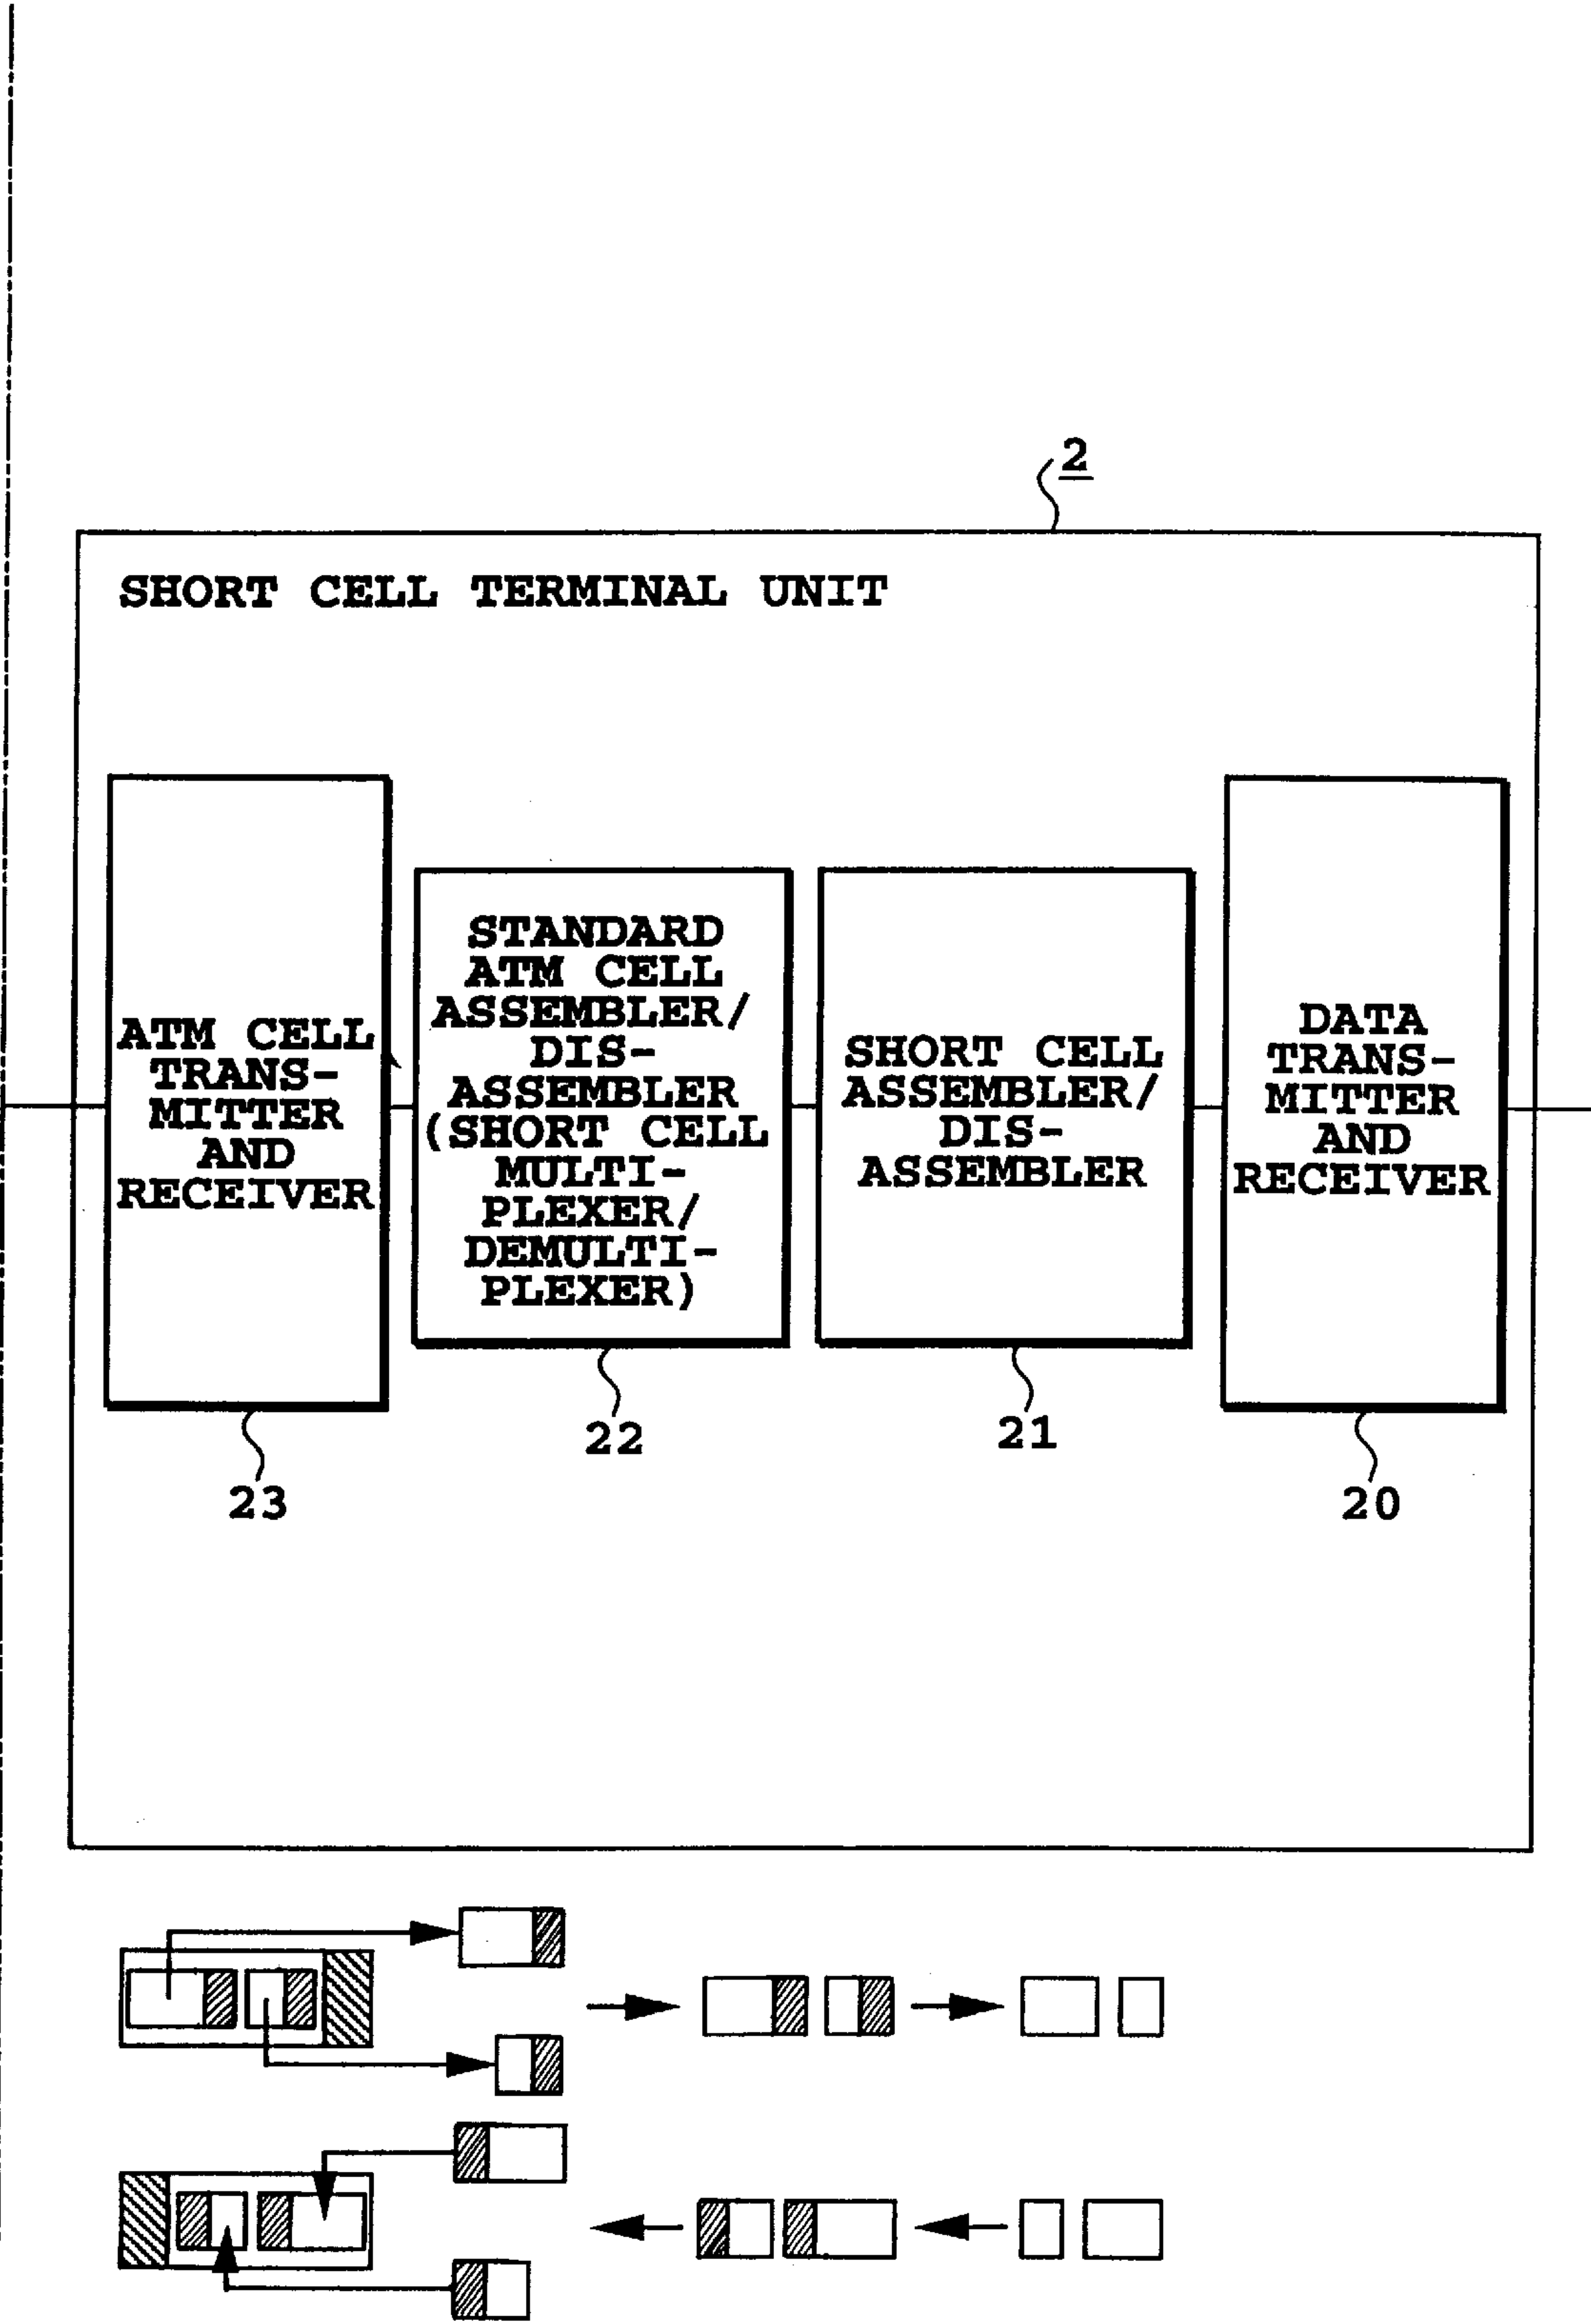 2
SHORT CELL TERMINAL UNIT
ATM CELL
TRANS-
MITTER
AND
RECEIVER
23
STANDARD
ATM CELL
ASSEMBLER/
DIS-
ASSEMBLER
(SHORT CELL
MULTI-
PLEXER/
DEMULTI-
PLEXER)
22
SHORT CELL
ASSEMBLER/
DIS-
ASSEMBLER
21
DATA
TRANS-
MITTER
AND
RECEIVER
20